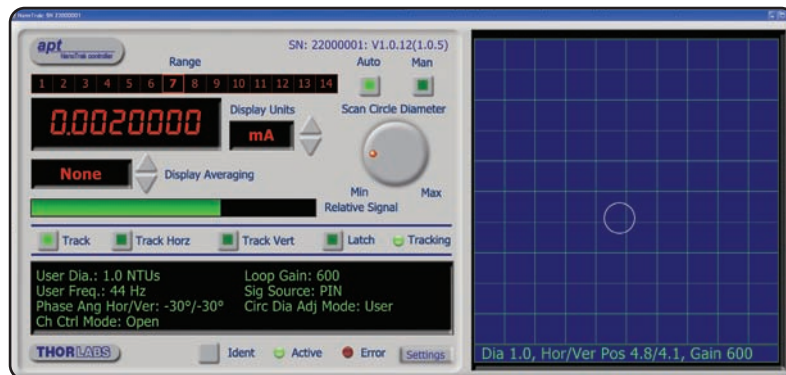 NanoTrak: SN 22000001
apt
NanoTrak controller
SN: 22000001: V1.0.12(1.0.5)
Range
Auto Man
1 2 3 4 5 6 7 8 9 10 11 12 13 14
0.0020000
Display Units
mA
Scan Circle Diameter
None
Display Averaging
Min Max
Relative Signal
Track Track Horz Track Vert Latch Tracking
User Dia.: 1.0 NTUs Loop Gain: 600
User Freq.: 44 Hz Sig Source: PIN
Phase Ang Hor/Ver: -30°/-30° Circ Dia Adj Mode: User
Ch Ctrl Mode: Open
THORLABS Ident Active Error Settings
Dia 1.0, Hor/Ver Pos 4.8/4.1, Gain 600